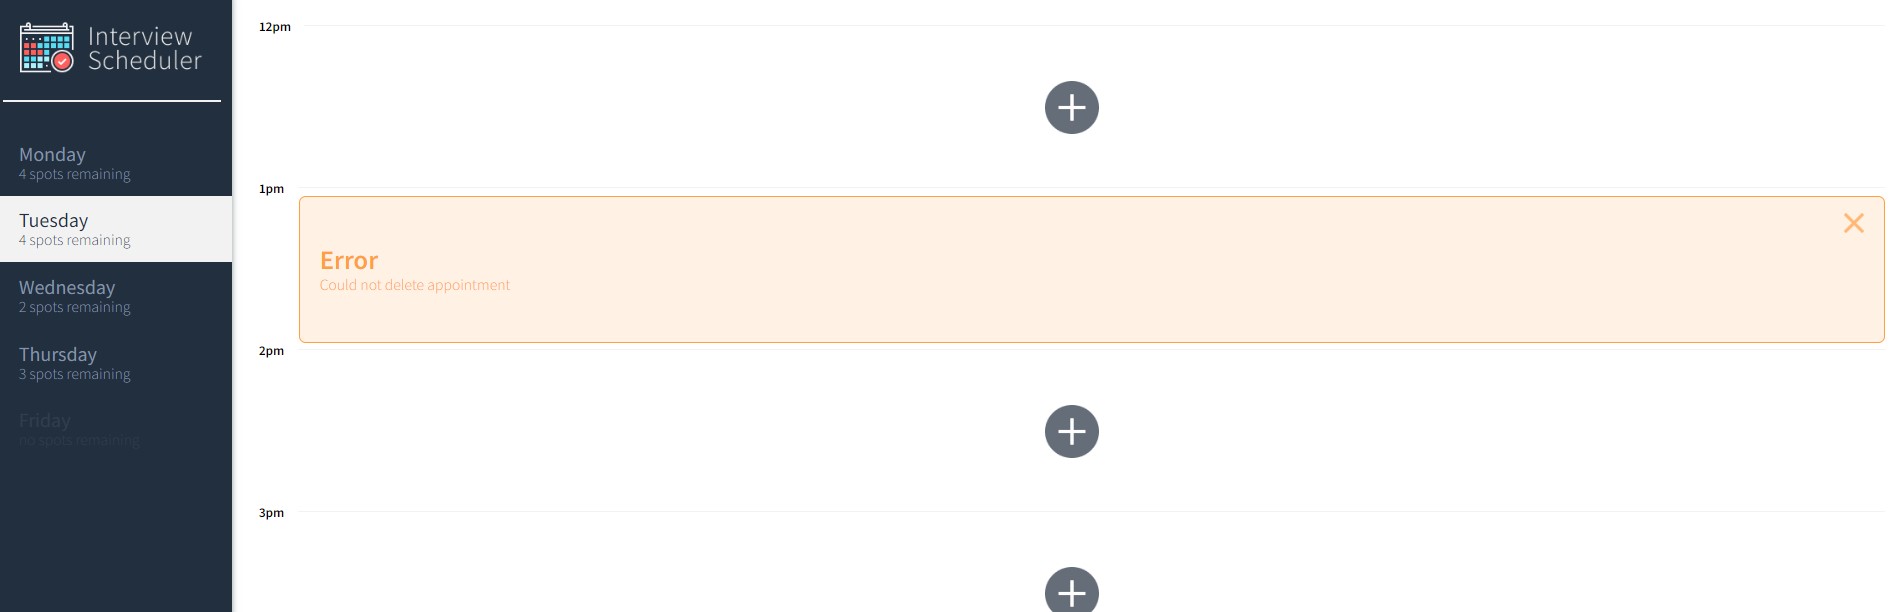 Interview
Scheduler
Monday
4 spots remaining
Tuesday
4 spots remaining
Wednesday
2 spots remaining
Thursday
3 spots remaining
Friday
no spots remaining
12pm
1pm
Error
Could not delete appointment
2pm
3pm